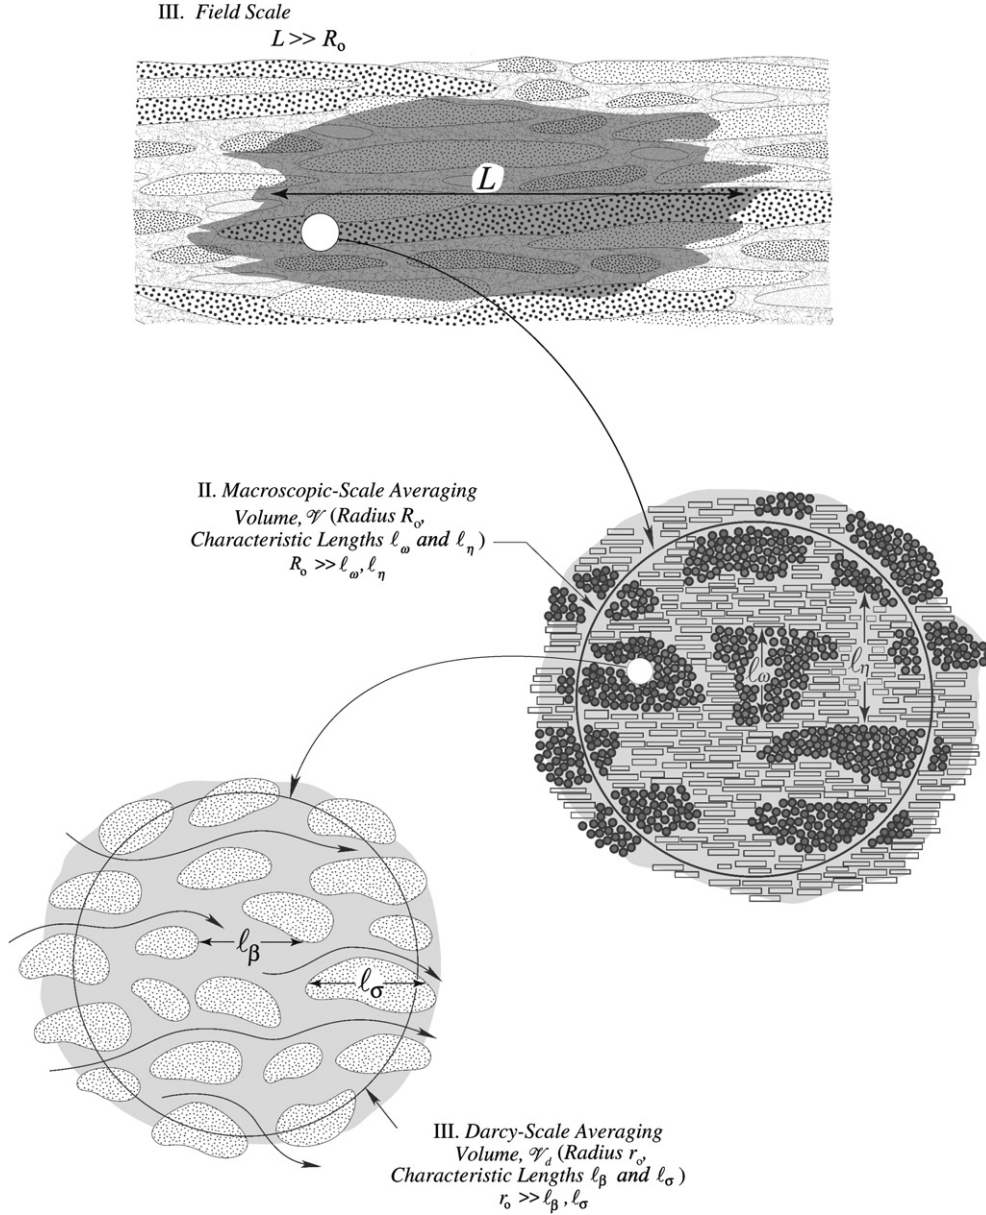 III. Field Scale
L >> Rₒ
L
II. Macroscopic-Scale Averaging
Volume, 𝒱 (Radius Rₒ,
Characteristic Lengths ℓω and ℓη)
Rₒ >> ℓω, ℓη
ℓω
ℓη
ℓβ
ℓσ
III. Darcy-Scale Averaging
Volume, 𝒱d (Radius rₒ,
Characteristic Lengths ℓβ and ℓσ)
rₒ >> ℓβ, ℓσ